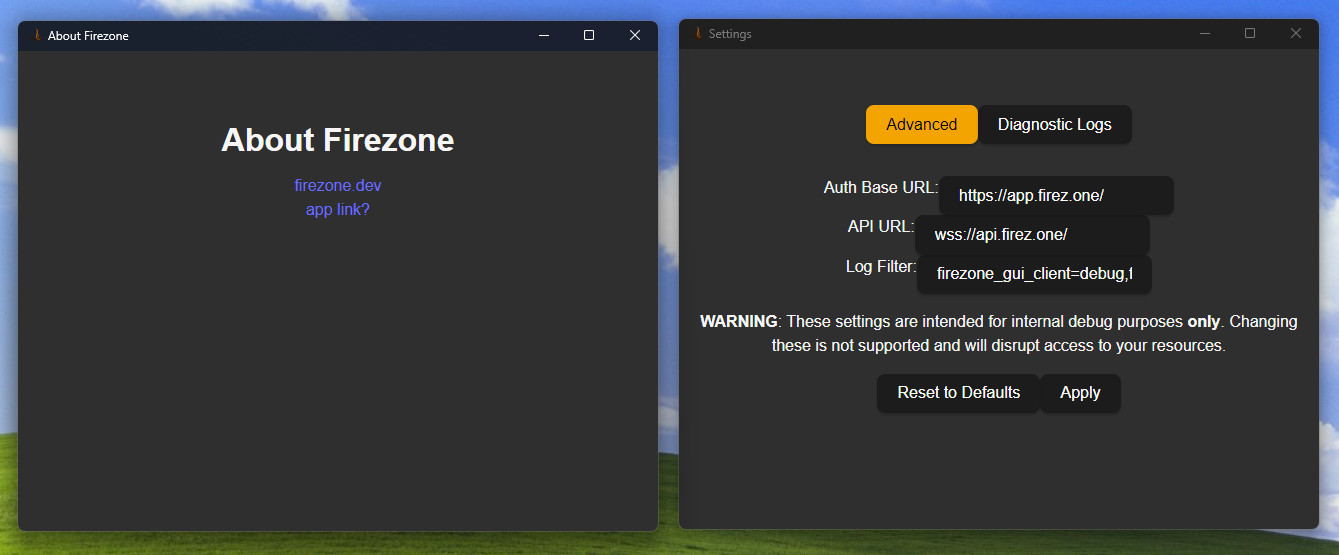 About Firezone
About Firezone
firezone.dev
app link?
Settings
Advanced
Diagnostic Logs
Auth Base URL: https://app.firez.one/
API URL: wss://api.firez.one/
Log Filter: firezone_gui_client=debug,f
WARNING: These settings are intended for internal debug purposes only. Changing
these is not supported and will disrupt access to your resources.
Reset to Defaults
Apply